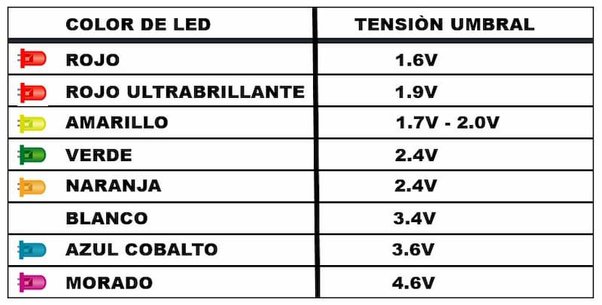 COLOR DE LED TENSIÒN UMBRAL
ROJO 1.6V
ROJO ULTRABRILLANTE 1.9V
AMARILLO 1.7V - 2.0V
VERDE 2.4V
NARANJA 2.4V
BLANCO 3.4V
AZUL COBALTO 3.6V
MORADO 4.6V